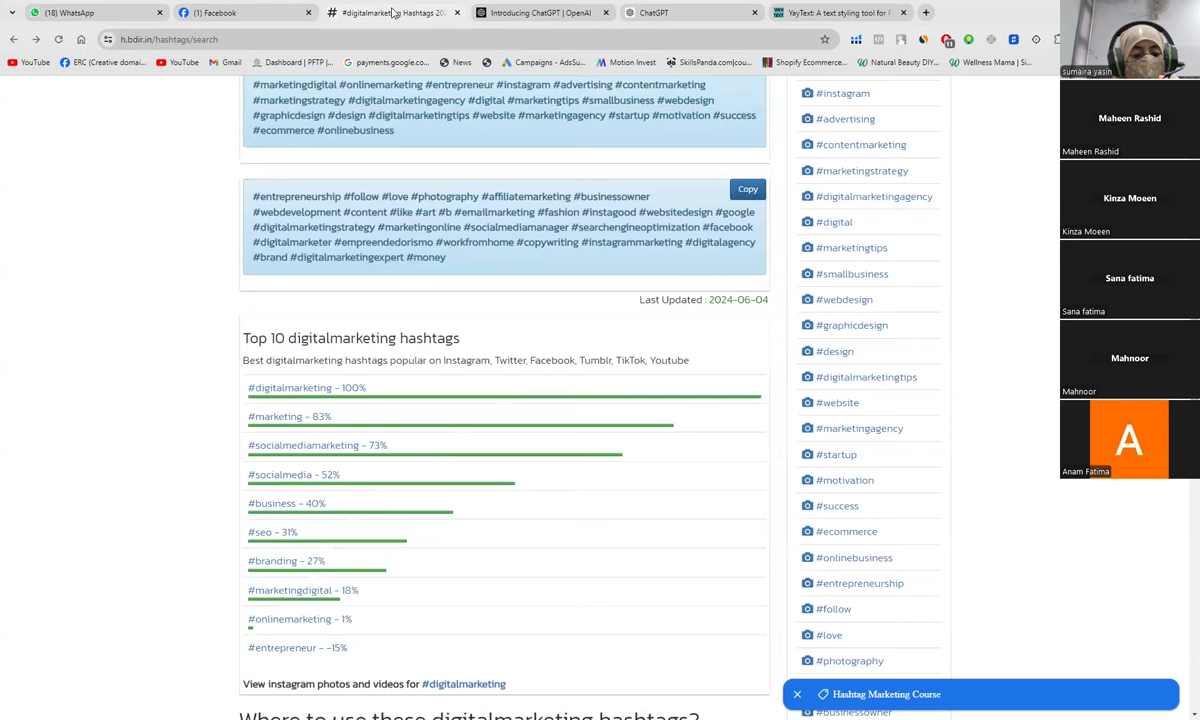 (18) WhatsApp
(1) Facebook
#digitalmarketing Hashtags 202
Introducing ChatGPT | OpenAI
ChatGPT
YayText: A text styling tool for F
h.bdir.in/hashtags/search
YouTube
ERC (Creative domai...
YouTube
Gmail
Dashboard | PFTP |...
payments.google.co...
News
Campaigns - AdsSu...
Motion Invest
SkillsPanda.com|cou...
Shopify Ecommerce...
Natural Beauty DIY...
Wellness Mama | Si...
11
#marketingdigital #onlinemarketing #entrepreneur #instagram #advertising #contentmarketing
#marketingstrategy #digitalmarketingagency #digital #marketingtips #smallbusiness #webdesign
#graphicdesign #design #digitalmarketingtips #website #marketingagency #startup #motivation #success
#ecommerce #onlinebusiness
Copy
#entrepreneurship #follow #love #photography #affiliatemarketing #businessowner
#webdevelopment #content #like #art #b #emailmarketing #fashion #instagood #websitedesign #google
#digitalmarketingstrategy #marketingonline #socialmediamanager #searchengineoptimization #facebook
#digitalmarketer #empreendedorismo #workfromhome #copywriting #instagrammarketing #digitalagency
#brand #digitalmarketingexpert #money
Last Updated : 2024-06-04
Top 10 digitalmarketing hashtags
Best digitalmarketing hashtags popular on Instagram, Twitter, Facebook, Tumblr, TikTok, Youtube
#digitalmarketing - 100%
#marketing - 83%
#socialmediamarketing - 73%
#socialmedia - 52%
#business - 40%
#seo - 31%
#branding - 27%
#marketingdigital - 18%
#onlinemarketing - 1%
#entrepreneur - -15%
View instagram photos and videos for #digitalmarketing
Where to use these digitalmarketing hashtags?
#instagram
#advertising
#contentmarketing
#marketingstrategy
#digitalmarketingagency
#digital
#marketingtips
#smallbusiness
#webdesign
#graphicdesign
#design
#digitalmarketingtips
#website
#marketingagency
#startup
#motivation
#success
#ecommerce
#onlinebusiness
#entrepreneurship
#follow
#love
#photography
Hashtag Marketing Course
#businessowner
sumaira yasin
Maheen Rashid
Maheen Rashid
Kinza Moeen
Kinza Moeen
Sana fatima
Sana fatima
Mahnoor
Mahnoor
A
Anam Fatima